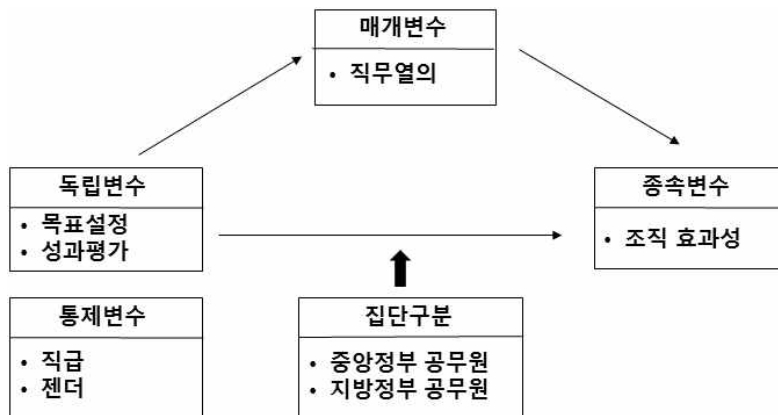 매개변수
• 직무열의
독립변수
• 목표설정
• 성과평가
종속변수
• 조직 효과성
통제변수
• 직급
• 젠더
집단구분
• 중앙정부 공무원
• 지방정부 공무원